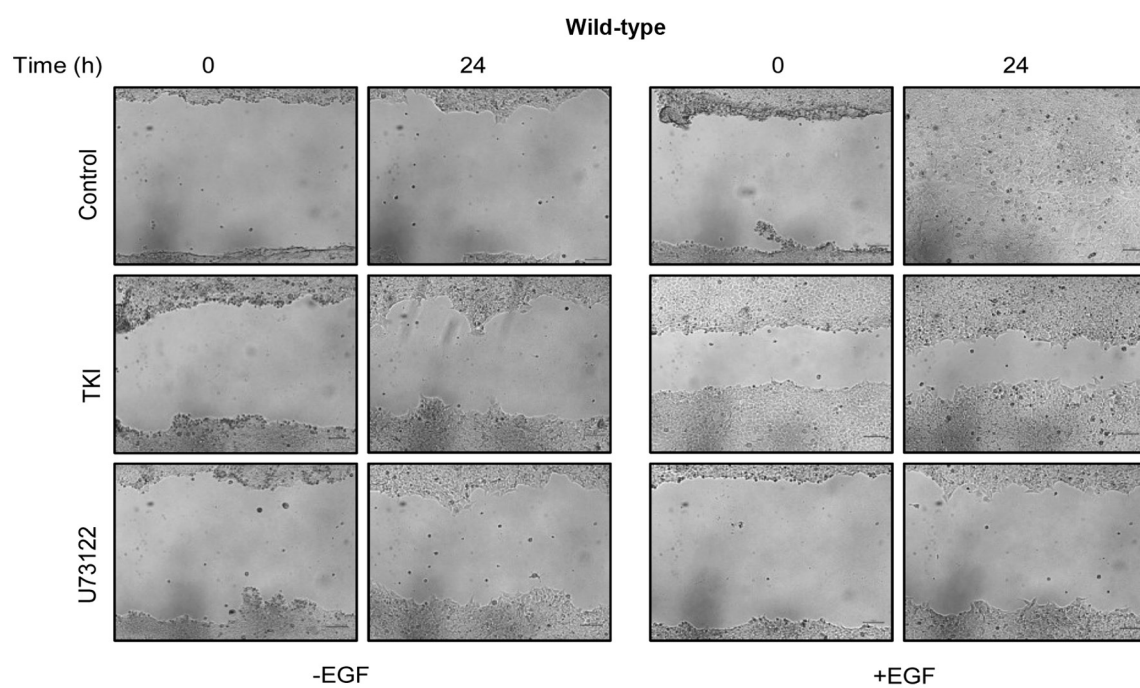 Wild-type
Time (h) 0 24 0 24
Control
TKI
U73122
-EGF +EGF